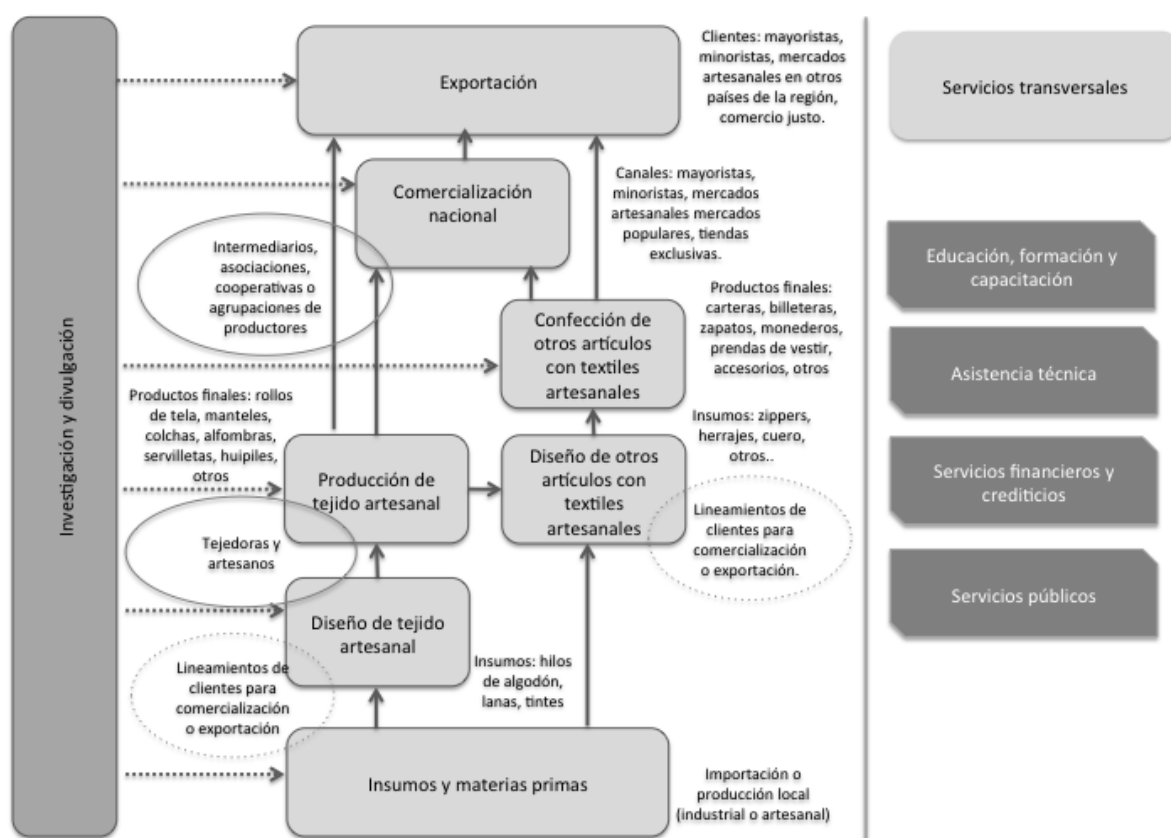 Investigación y divulgación
Exportación
Clientes: mayoristas,
minoristas, mercados
artesanales en otros
países de la región,
comercio justo.
Comercialización
nacional
Canales: mayoristas,
minoristas, mercados
artesanales mercados
populares, tiendas
exclusivas.
Intermediarios,
asociaciones,
cooperativas o
agrupaciones de
productores
Confección de
otros artículos
con textiles
artesanales
Productos finales:
carteras, billeteras,
zapatos, monederos,
prendas de vestir,
accesorios, otros
Productos finales: rollos
de tela, manteles,
colchas, alfombras,
servilletas, huipiles,
otros
Producción de
tejido artesanal
Diseño de otros
artículos con
textiles
artesanales
Insumos: zippers,
herrajes, cuero,
otros..
Lineamientos de
clientes para
comercialización
o exportación.
Tejedoras y
artesanos
Diseño de tejido
artesanal
Lineamientos de
clientes para
comercialización
o exportación
Insumos: hilos
de algodón,
lanas, tintes
Insumos y materias primas
Importación o
producción local
(industrial o artesanal)
Servicios transversales
Educación, formación y
capacitación
Asistencia técnica
Servicios financieros y
crediticios
Servicios públicos